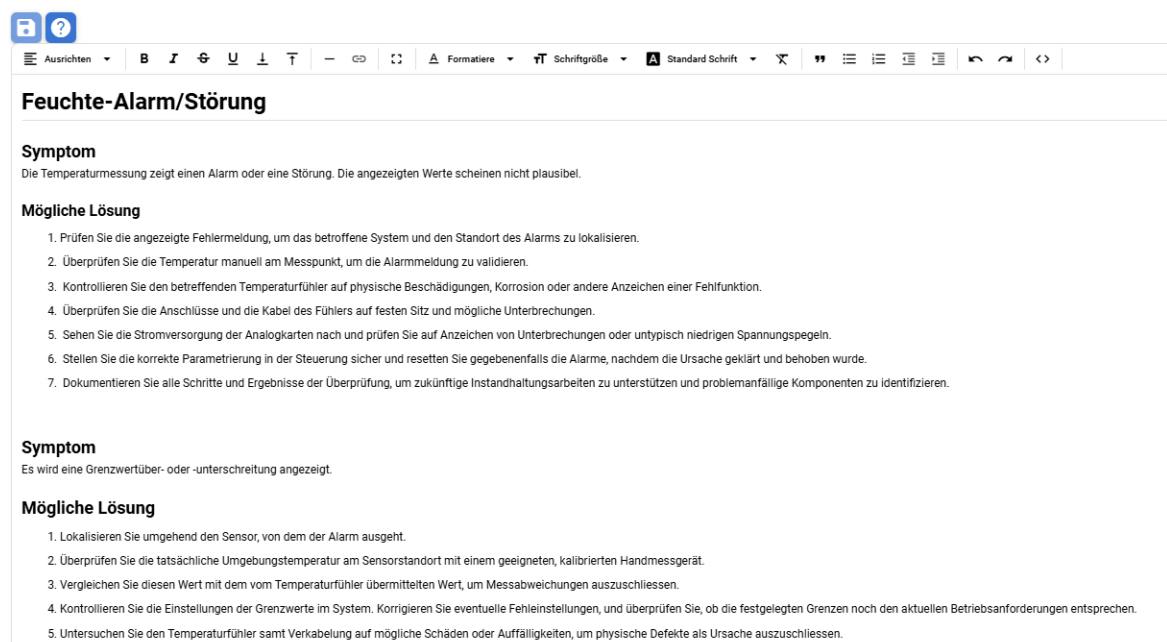 Ausrichten
B I S U
Formatiere
Schriftgröße
A Standard Schrift
Feuchte-Alarm/Störung
Symptom
Die Temperaturmessung zeigt einen Alarm oder eine Störung. Die angezeigten Werte scheinen nicht plausibel.
Mögliche Lösung
1. Prüfen Sie die angezeigte Fehlermeldung, um das betroffene System und den Standort des Alarms zu lokalisieren.
2. Überprüfen Sie die Temperatur manuell am Messpunkt, um die Alarmmeldung zu validieren.
3. Kontrollieren Sie den betreffenden Temperaturfühler auf physische Beschädigungen, Korrosion oder andere Anzeichen einer Fehlfunktion.
4. Überprüfen Sie die Anschlüsse und die Kabel des Fühlers auf festen Sitz und mögliche Unterbrechungen.
5. Sehen Sie die Stromversorgung der Analogkarten nach und prüfen Sie auf Anzeichen von Unterbrechungen oder untypisch niedrigen Spannungspegeln.
6. Stellen Sie die korrekte Parametrierung in der Steuerung sicher und resetten Sie gegebenenfalls die Alarme, nachdem die Ursache geklärt und behoben wurde.
7. Dokumentieren Sie alle Schritte und Ergebnisse der Überprüfung, um zukünftige Instandhaltungsarbeiten zu unterstützen und problemanfällige Komponenten zu identifizieren.
Symptom
Es wird eine Grenzwertüber- oder -unterschreitung angezeigt.
Mögliche Lösung
1. Lokalisieren Sie umgehend den Sensor, von dem der Alarm ausgeht.
2. Überprüfen Sie die tatsächliche Umgebungstemperatur am Sensorstandort mit einem geeigneten, kalibrierten Handmessgerät.
3. Vergleichen Sie diesen Wert mit dem vom Temperaturfühler übermittelten Wert, um Messabweichungen auszuschliessen.
4. Kontrollieren Sie die Einstellungen der Grenzwerte im System. Korrigieren Sie eventuelle Fehleinstellungen, und überprüfen Sie, ob die festgelegten Grenzen noch den aktuellen Betriebsanforderungen entsprechen.
5. Untersuchen Sie den Temperaturfühler samt Verkabelung auf mögliche Schäden oder Auffälligkeiten, um physische Defekte als Ursache auszuschliessen.